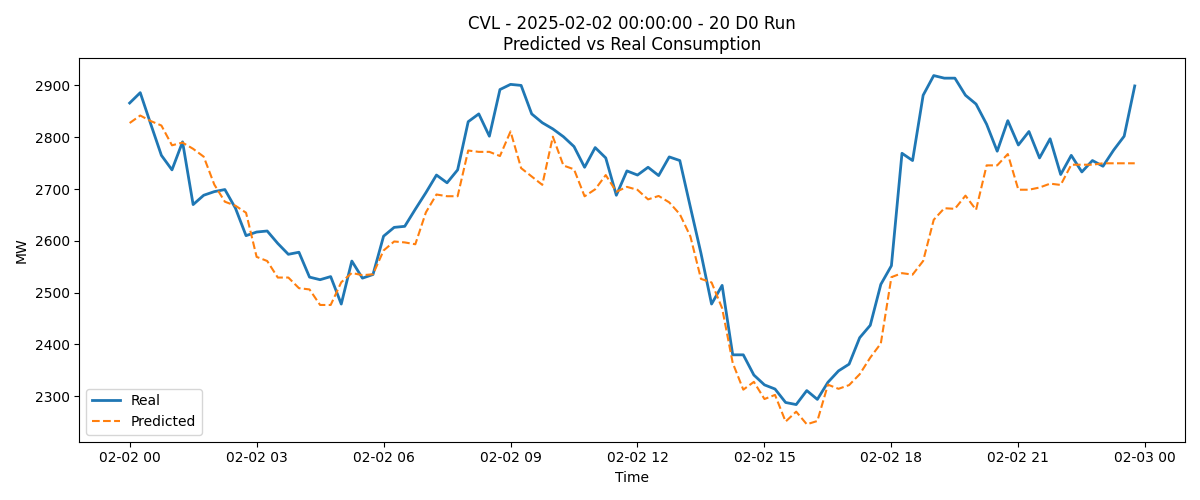 CVL - 2025-02-02 00:00:00 - 20 D0 Run
Predicted vs Real Consumption
MW
2900
2800
2700
2600
2500
2400
2300
Real
Predicted
02-02 00
02-02 03
02-02 06
02-02 09
02-02 12
02-02 15
02-02 18
02-02 21
02-03 00
Time